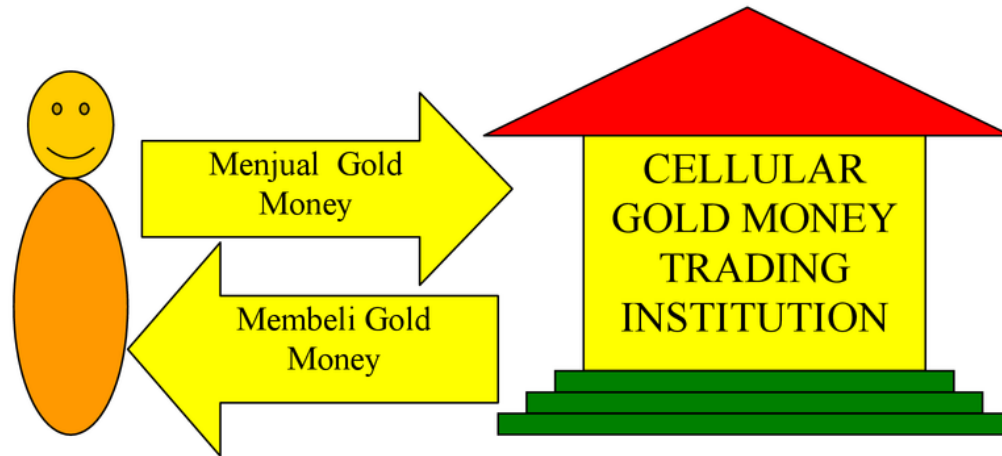 Menjual Gold
Money
Membeli Gold
Money
CELLULAR
GOLD MONEY
TRADING
INSTITUTION